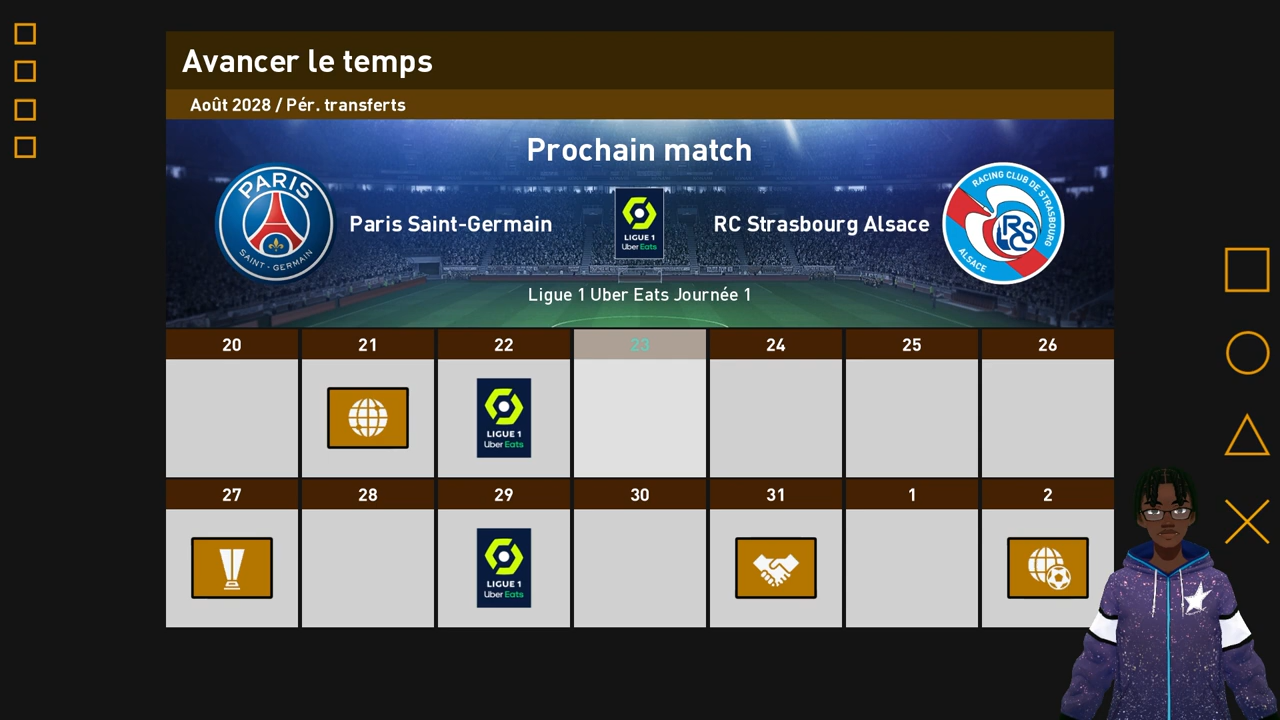 Avancer le temps
Août 2028 / Pér. transferts
Prochain match
PARIS
SAINT - GERMAIN
Paris Saint-Germain
LIGUE 1
Uber Eats
RC Strasbourg Alsace
RACING CLUB DE STRASBOURG
RCS
ALSACE
Ligue 1 Uber Eats Journée 1
20 21 22 23 24 25 26
LIGUE 1
Uber Eats
27 28 29 30 31 1 2
LIGUE 1
Uber Eats